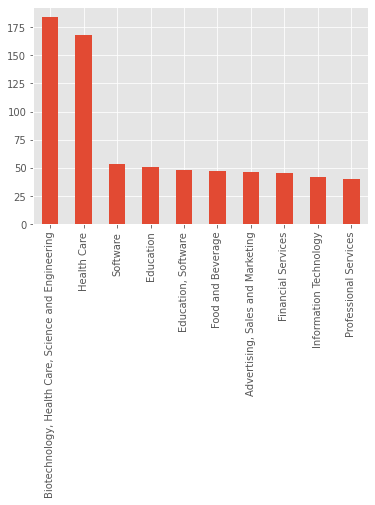 175
150
125
100
75
50
25
0
Biotechnology, Health Care, Science and Engineering
Health Care
Software
Education
Education, Software
Food and Beverage
Advertising, Sales and Marketing
Financial Services
Information Technology
Professional Services